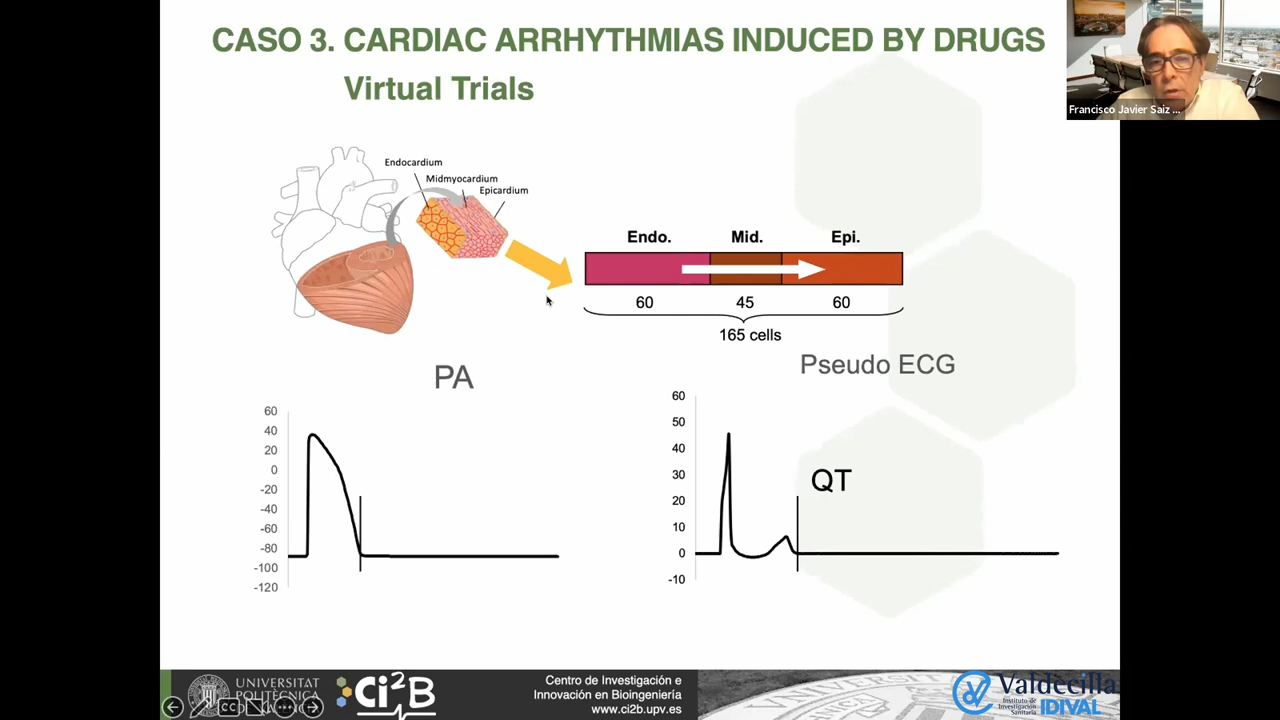 CASO 3. CARDIAC ARRHYTHMIAS INDUCED BY DRUGS
Virtual Trials
Francisco Javier Saiz ...
Endocardium
Midmyocardium
Epicardium
Endo. Mid. Epi.
60 45 60
165 cells
PA
Pseudo ECG
60
40
20
0
-20
-40
-60
-80
-100
-120
60
50
40
30
20
10
0
-10
QT
UNIVERSITAT
POLITÈCNICA
Ci2B
Centro de Investigación e
Innovación en Bioingeniería
www.ci2b.upv.es
Valdecilla
Instituto de
Investigación
Sanitaria
IDIVAL